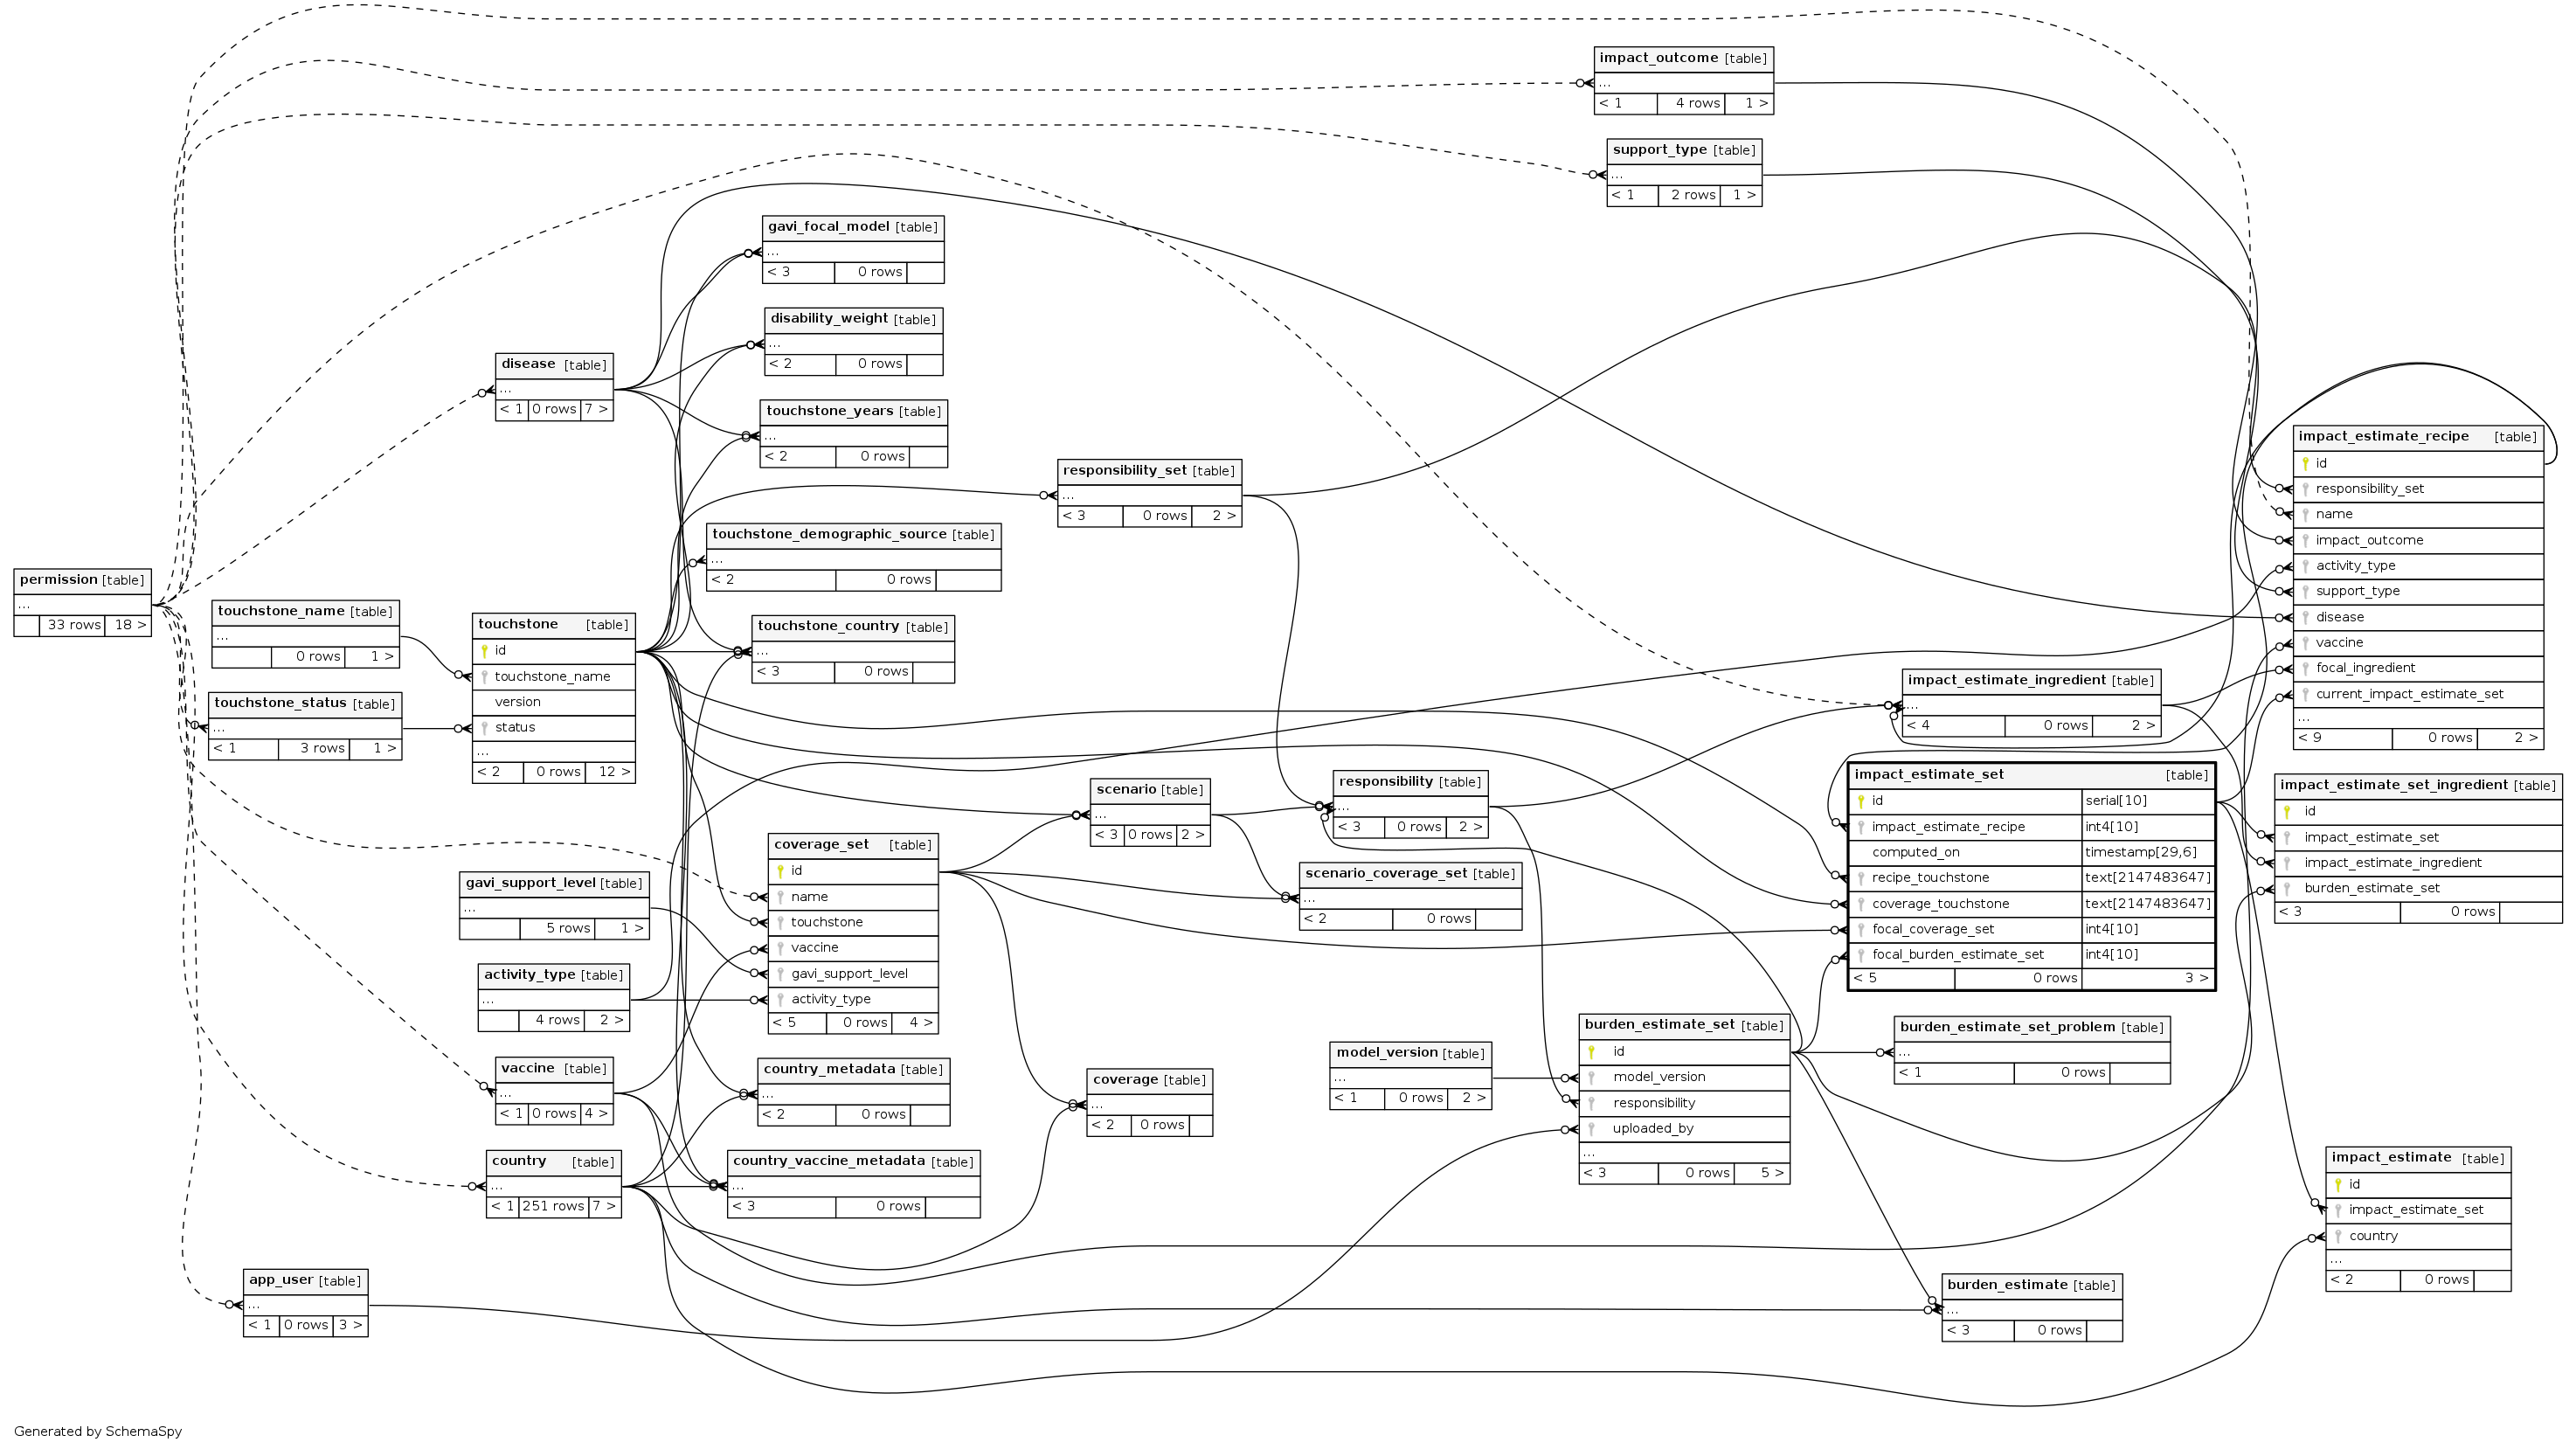 impact_outcome [table]
...
< 1 4 rows 1 >
support_type [table]
...
< 1 2 rows 1 >
gavi_focal_model [table]
...
< 3 0 rows
disability_weight [table]
...
< 2 0 rows
disease [table]
...
< 1 0 rows 7 >
touchstone_years [table]
...
< 2 0 rows
responsibility_set [table]
...
< 3 0 rows 2 >
touchstone_demographic_source [table]
...
< 2 0 rows
permission [table]
...
33 rows 18 >
touchstone_name [table]
...
0 rows 1 >
touchstone_status [table]
...
< 1 3 rows 1 >
touchstone [table]
id
touchstone_name
version
status
...
< 2 0 rows 12 >
touchstone_country [table]
...
< 3 0 rows
impact_estimate_recipe [table]
id
responsibility_set
name
impact_outcome
activity_type
support_type
disease
vaccine
focal_ingredient
current_impact_estimate_set
...
< 9 0 rows 2 >
impact_estimate_ingredient [table]
...
< 4 0 rows 2 >
scenario [table]
...
< 3 0 rows 2 >
responsibility [table]
...
< 3 0 rows 2 >
impact_estimate_set [table]
id serial[10]
impact_estimate_recipe int4[10]
computed_on timestamp[29,6]
recipe_touchstone text[2147483647]
coverage_touchstone text[2147483647]
focal_coverage_set int4[10]
focal_burden_estimate_set int4[10]
< 5 0 rows 3 >
impact_estimate_set_ingredient [table]
id
impact_estimate_set
impact_estimate_ingredient
burden_estimate_set
< 3 0 rows
coverage_set [table]
id
name
touchstone
vaccine
gavi_support_level
activity_type
< 5 0 rows 4 >
gavi_support_level [table]
...
5 rows 1 >
activity_type [table]
...
4 rows 2 >
scenario_coverage_set [table]
...
< 2 0 rows
vaccine [table]
...
< 1 0 rows 4 >
country_metadata [table]
...
< 2 0 rows
coverage [table]
...
< 2 0 rows
model_version [table]
...
< 1 0 rows 2 >
burden_estimate_set [table]
id
model_version
responsibility
uploaded_by
...
< 3 0 rows 5 >
burden_estimate_set_problem [table]
...
< 1 0 rows
country [table]
...
< 1 251 rows 7 >
country_vaccine_metadata [table]
...
< 3 0 rows
impact_estimate [table]
id
impact_estimate_set
country
...
< 2 0 rows
app_user [table]
...
< 1 0 rows 3 >
burden_estimate [table]
...
< 3 0 rows
Generated by SchemaSpy